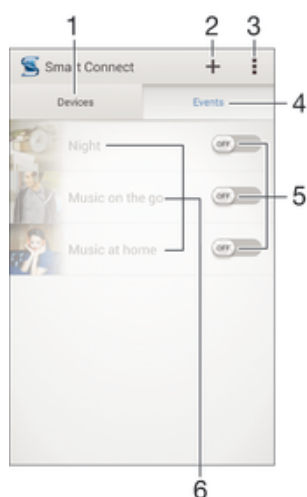 1 2 3
Smart Connect
Devices Events 4
Night OFF
Music on the go OFF 5
Music at home OFF
6